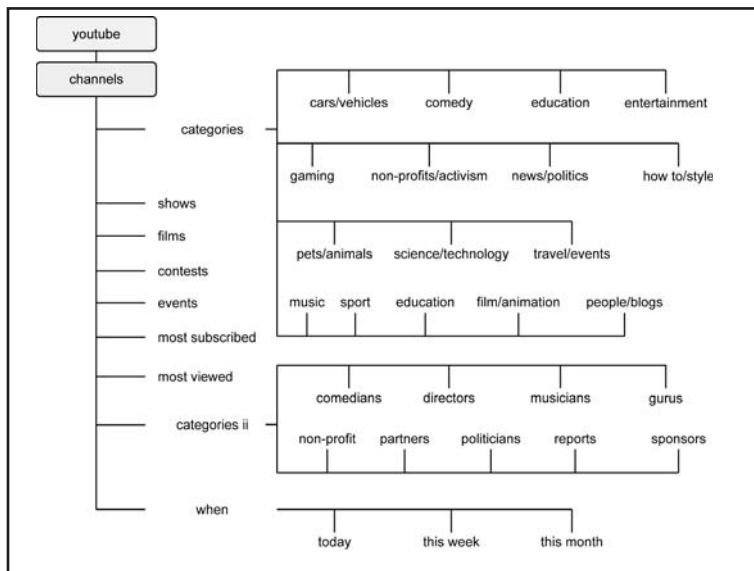 youtube
channels
cars/vehicles comedy education entertainment
categories
gaming non-profits/activism news/politics how to/style
shows
films
pets/animals science/technology travel/events
contests
events
music sport education film/animation people/blogs
most subscribed
most viewed
comedians directors musicians gurus
categories ii
non-profit partners politicians reports sponsors
when
today this week this month